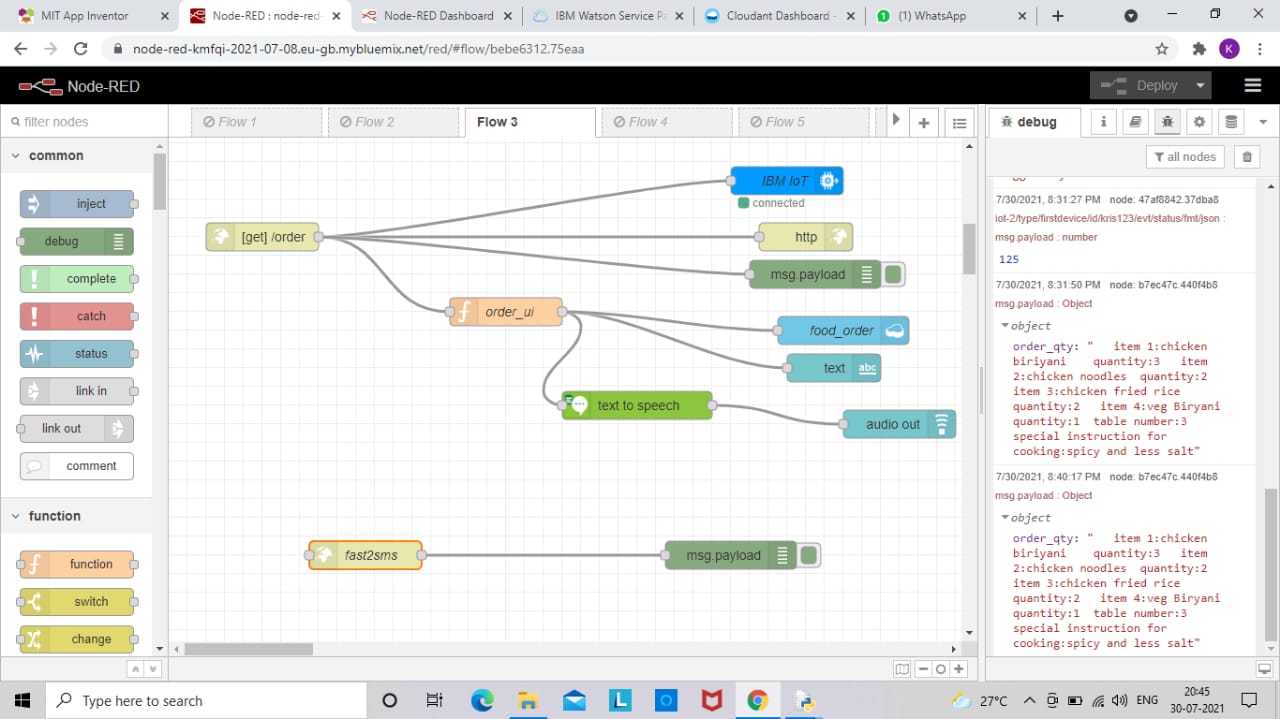 MIT App Inventor
Node-RED : node-red-
Node-RED Dashboard
IBM Watson Service Pa
Cloudant Dashboard -
(1) WhatsApp
node-red-kmfqi-2021-07-08.eu-gb.mybluemix.net/red/#flow/bebe6312.75eaa
K
Node-RED
Deploy
filter nodes
Flow 1
Flow 2
Flow 3
Flow 4
Flow 5
debug
all nodes
common
inject
debug
complete
catch
status
link in
link out
comment
function
function
switch
change
IBM IoT
connected
[get] /order
http
msg.payload
order_ui
food_order
text
abc
text to speech
audio out
fast2sms
msg.payload
7/30/2021, 8:31:27 PM node: 47af8842.37dba8
iot-2/type/firstdevice/id/kris123/evt/status/fmt/json :
msg.payload : number
125
7/30/2021, 8:31:50 PM node: b7ec47c.440f4b8
msg.payload : Object
object
order_qty: " item 1:chicken
biriyani quantity:3 item
2:chicken noodles quantity:2
item 3:chicken fried rice
quantity:2 item 4:veg Biryani
quantity:1 table number:3
special instruction for
cooking:spicy and less salt"
7/30/2021, 8:40:17 PM node: b7ec47c.440f4b8
msg.payload : Object
object
order_qty: " item 1:chicken
biriyani quantity:3 item
2:chicken noodles quantity:2
item 3:chicken fried rice
quantity:2 item 4:veg Biryani
quantity:1 table number:3
special instruction for
cooking:spicy and less salt"
Type here to search
27°C
ENG
20:45
30-07-2021